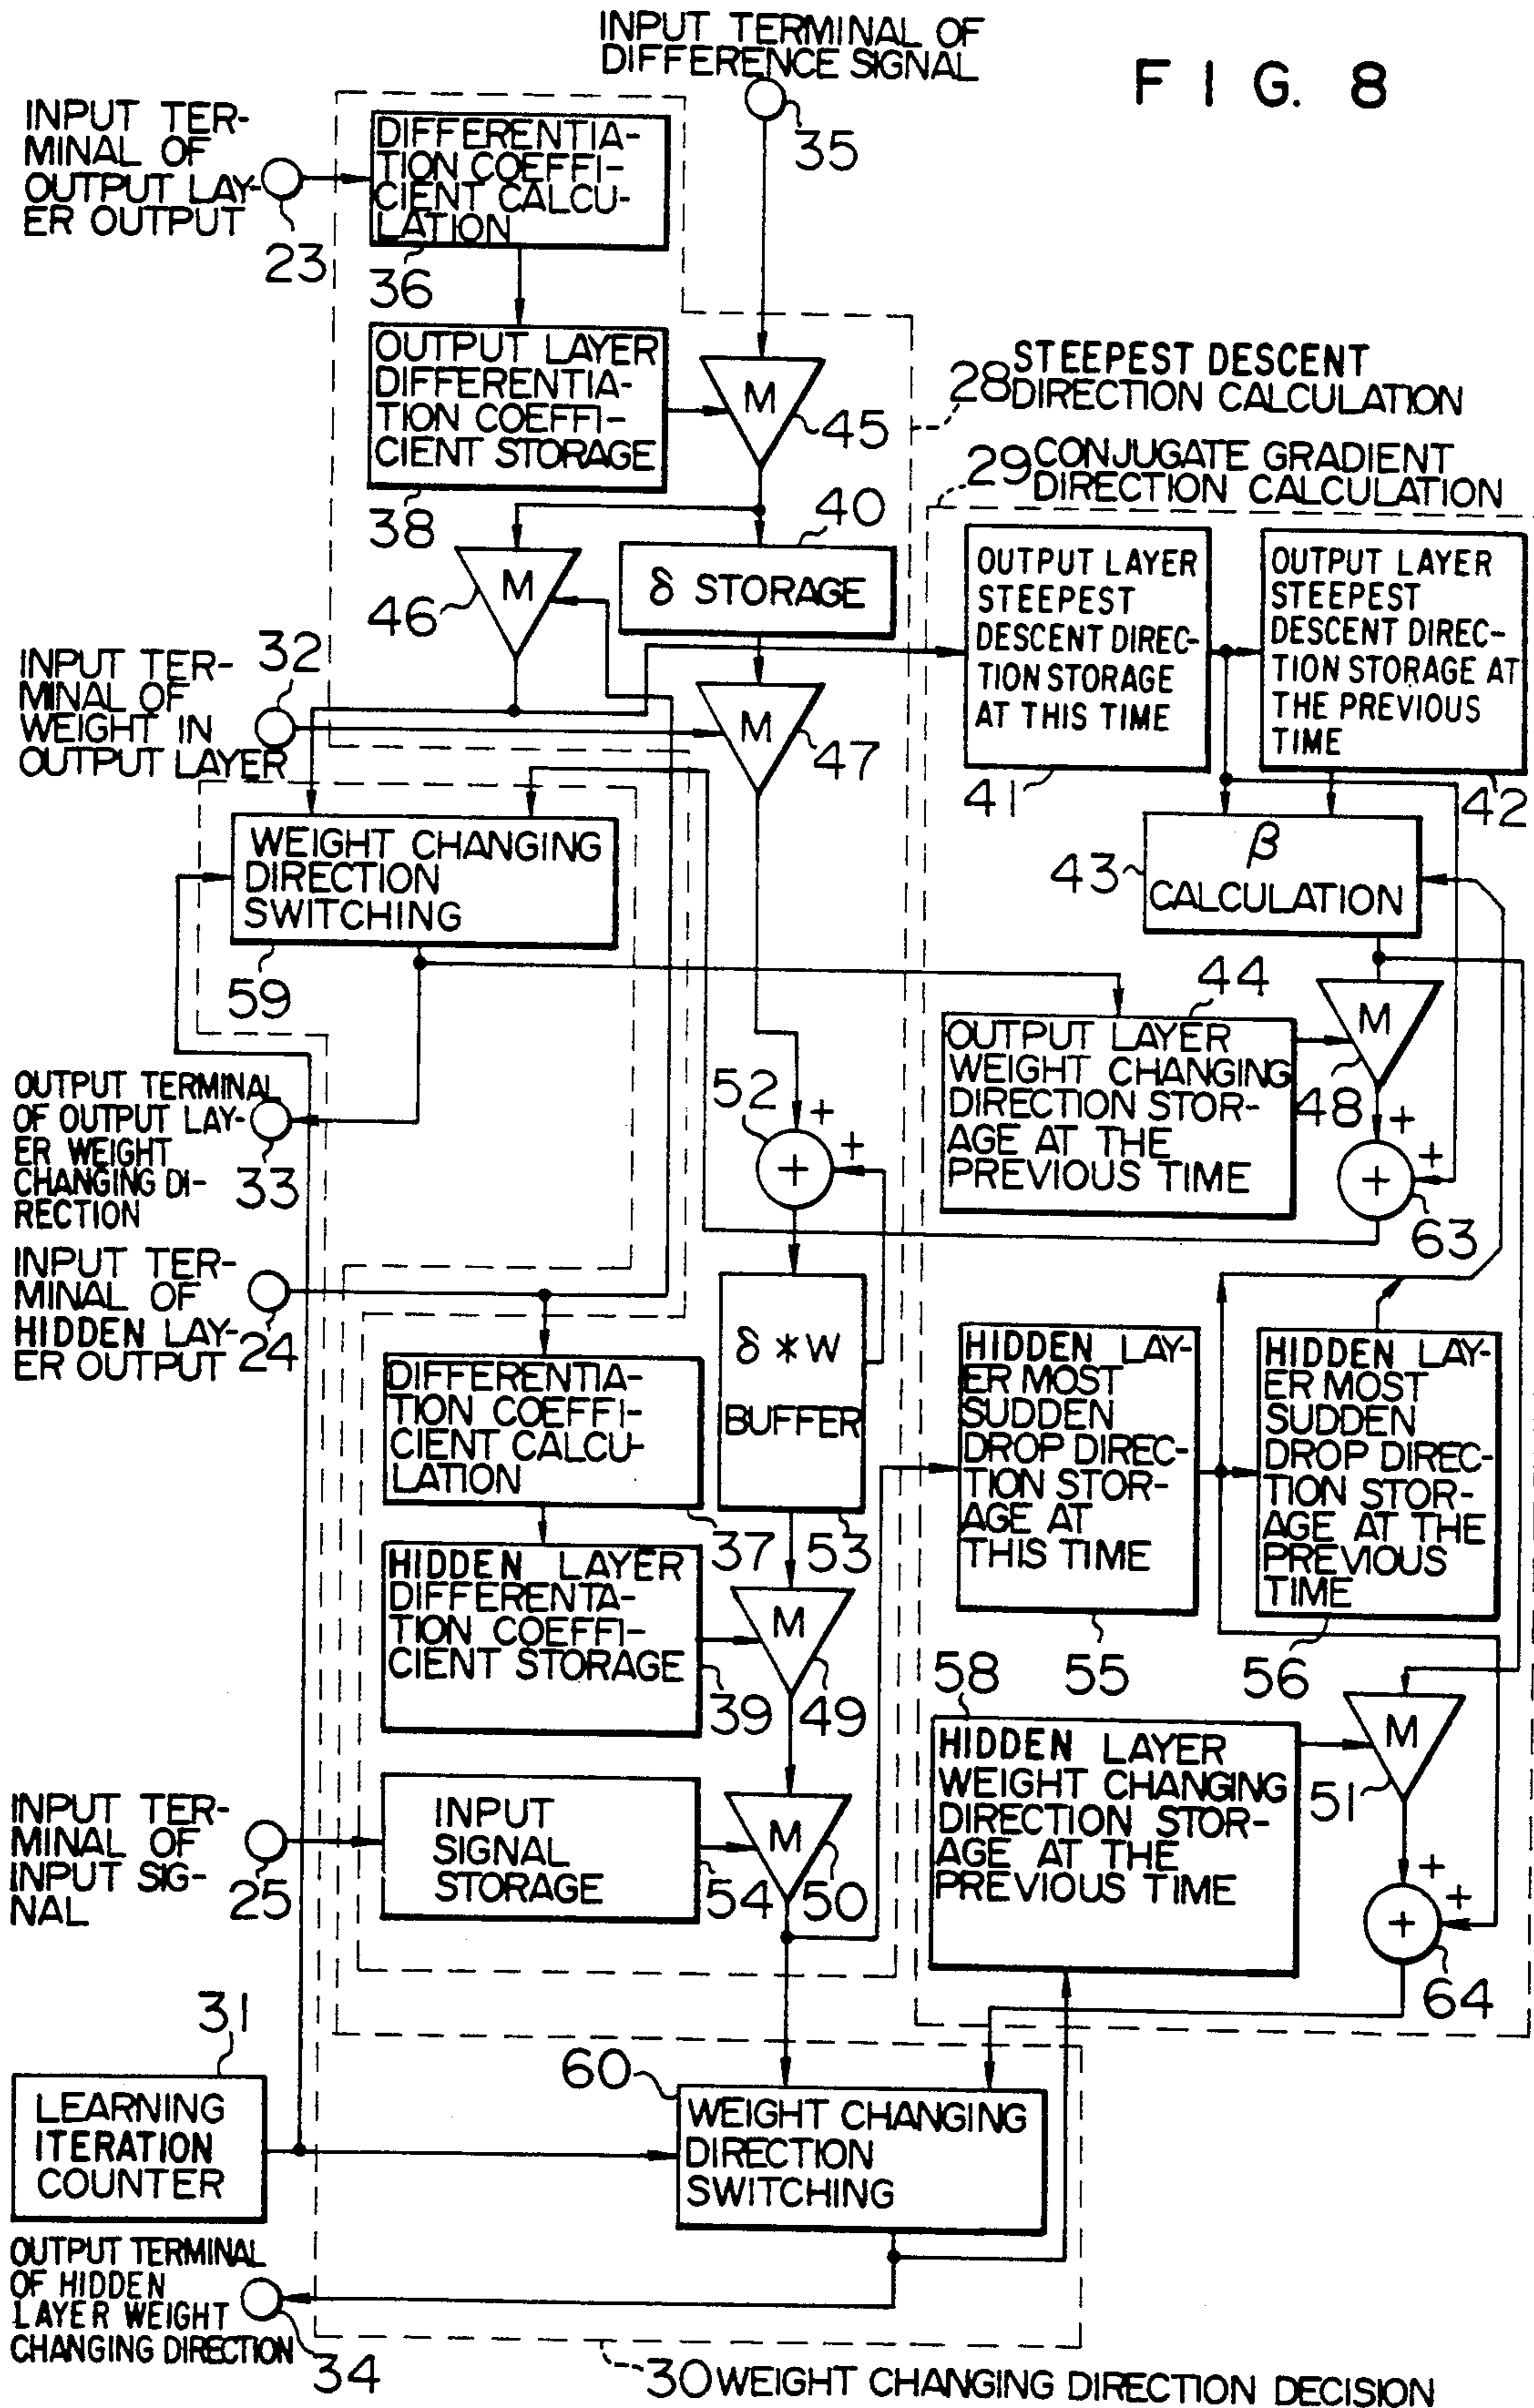 INPUT TERMINAL OF
DIFFERENCE SIGNAL
F I G. 8
35
INPUT TER-
MINAL OF
OUTPUT LAY-
ER OUTPUT
23
DIFFERENTIA-
TION COEFFI-
CIENT CALCU-
LATION
36
OUTPUT LAYER
DIFFERENTIA-
TION COEFFI-
CIENT STORAGE
38
M
45
28 STEEPEST DESCENT
DIRECTION CALCULATION
29 CONJUGATE GRADIENT
DIRECTION CALCULATION
40
δ STORAGE
M
46
OUTPUT LAYER
STEEPEST
DESCENT DIREC-
TION STORAGE
AT THIS TIME
41
OUTPUT LAYER
STEEPEST
DESCENT DIREC-
TION STORAGE AT
THE PREVIOUS
TIME
42
INPUT TER-
MINAL OF
WEIGHT IN
OUTPUT LAYER
32
M
47
WEIGHT CHANGING
DIRECTION
SWITCHING
59
β
CALCULATION
43
M
48
44
OUTPUT LAYER
WEIGHT CHANGING
DIRECTION STOR-
AGE AT THE
PREVIOUS TIME
OUTPUT TERMINAL
OF OUTPUT LAY-
ER WEIGHT
CHANGING DI-
RECTION
33
52
+
+
+
+
+
+
63
INPUT TER-
MINAL OF
HIDDEN LAY-
ER OUTPUT
24
DIFFERENTIA-
TION COEFFI-
CIENT CALCU-
LATION
37
δ *W
BUFFER
53
HIDDEN LAY-
ER MOST
SUDDEN
DROP DIREC-
TION STOR-
AGE AT
THIS TIME
55
HIDDEN LAY-
ER MOST
SUDDEN
DROP DIREC-
TION STOR-
AGE AT THE
PREVIOUS
TIME
56
HIDDEN LAYER
DIFFERENTA-
TION COEFFI-
CIENT STORAGE
39
M
49
58
HIDDEN LAYER
WEIGHT CHANGING
DIRECTION STOR-
AGE AT THE
PREVIOUS TIME
M
51
INPUT TER-
MINAL OF
INPUT SIG-
NAL
25
INPUT
SIGNAL
STORAGE
54
M
50
+
+
+
64
31
LEARNING
ITERATION
COUNTER
60
WEIGHT CHANGING
DIRECTION
SWITCHING
OUTPUT TERMINAL
OF HIDDEN
LAYER WEIGHT
CHANGING DIRECTION
34
30 WEIGHT CHANGING DIRECTION DECISION